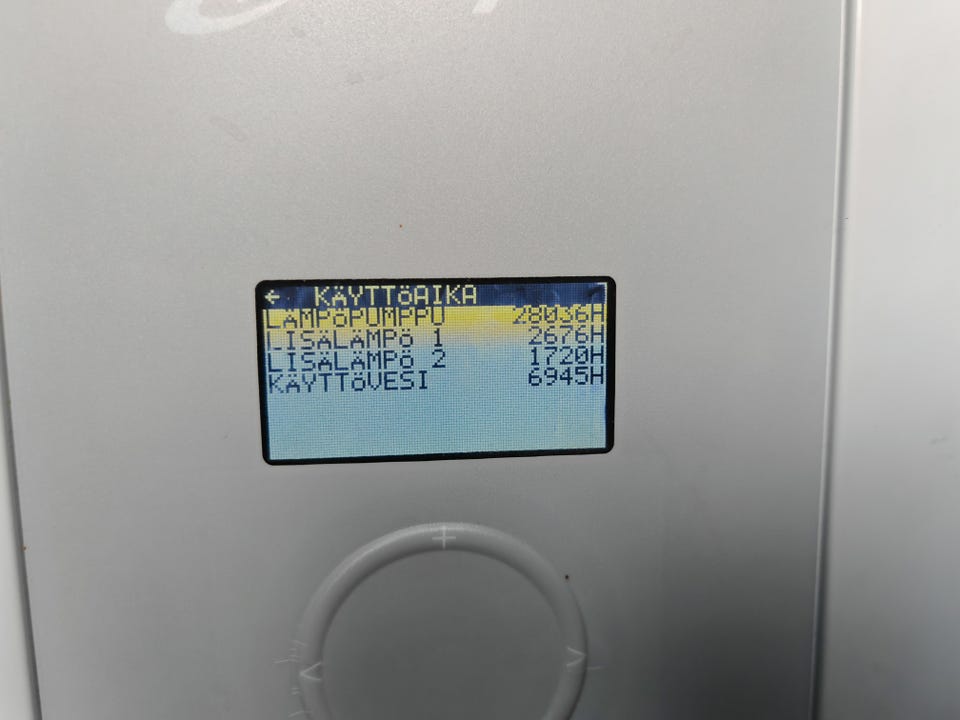 ← KÄYTTÖAIKA
LÄMPÖPUMPPU 28036H
LISÄLÄMPÖ 1 2676H
LISÄLÄMPÖ 2 1720H
KÄYTTÖVESI 6945H
+
< >